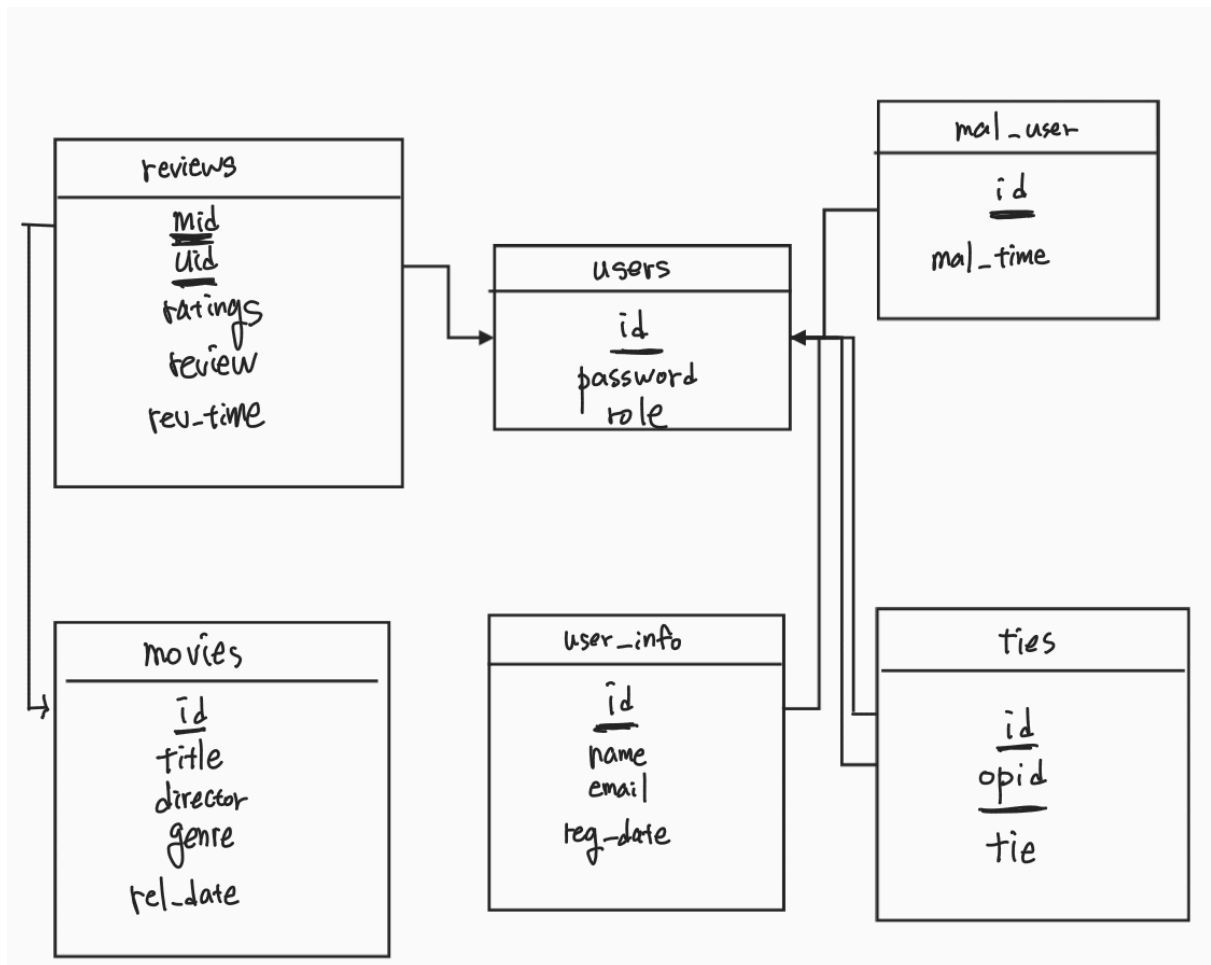 reviews
mid
uid
ratings
review
rev_time
users
id
password
role
mal_user
id
mal_time
movies
id
title
director
genre
rel_date
user_info
id
name
email
reg_date
ties
id
opid
tie